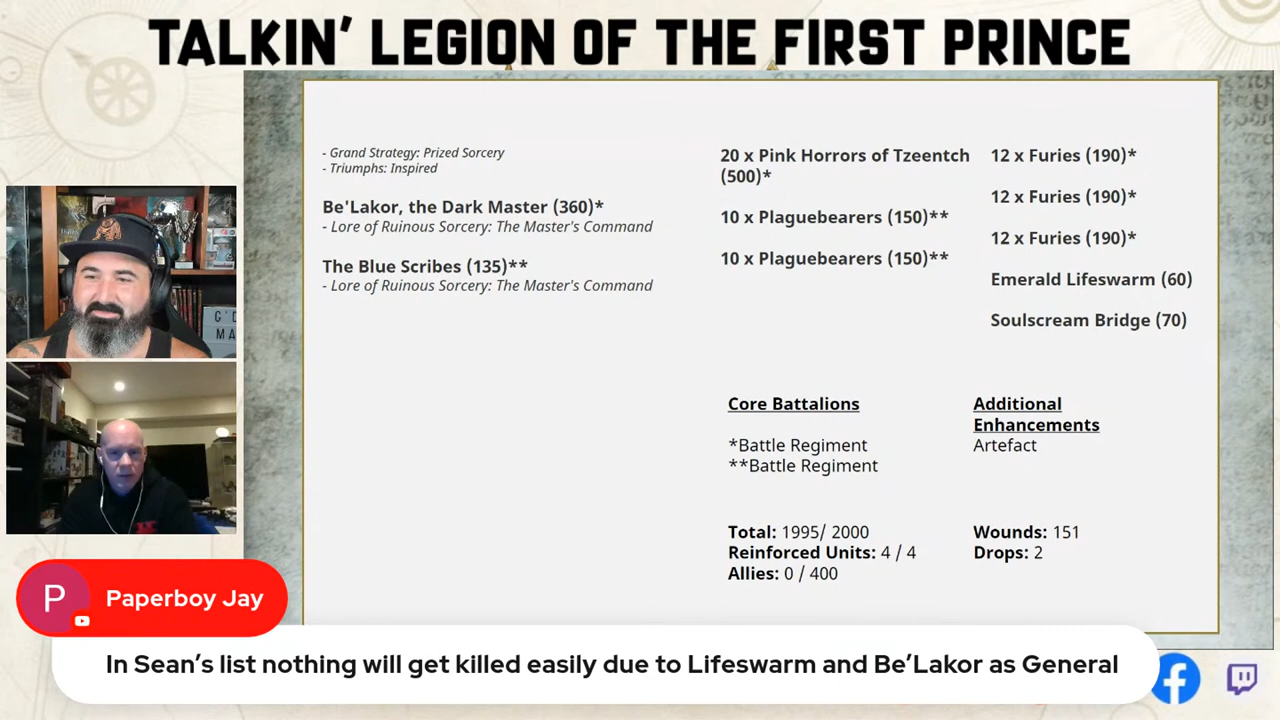 TALKIN' LEGION OF THE FIRST PRINCE
- Grand Strategy: Prized Sorcery
- Triumphs: Inspired
Be'Lakor, the Dark Master (360)*
- Lore of Ruinous Sorcery: The Master's Command
The Blue Scribes (135)**
- Lore of Ruinous Sorcery: The Master's Command
20 x Pink Horrors of Tzeentch
(500)*
10 x Plaguebearers (150)**
10 x Plaguebearers (150)**
12 x Furies (190)*
12 x Furies (190)*
12 x Furies (190)*
Emerald Lifeswarm (60)
Soulscream Bridge (70)
Core Battalions
*Battle Regiment
**Battle Regiment
Additional
Enhancements
Artefact
Total: 1995/ 2000
Reinforced Units: 4 / 4
Allies: 0 / 400
Wounds: 151
Drops: 2
P
Paperboy Jay
In Sean’s list nothing will get killed easily due to Lifeswarm and Be’Lakor as General